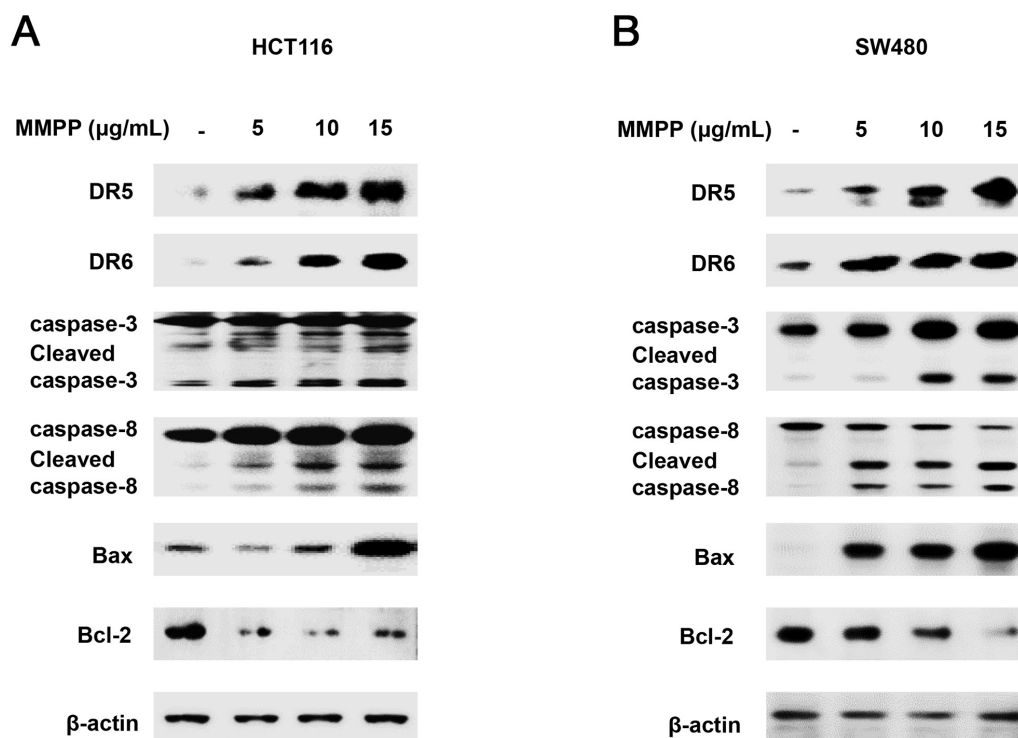 A
HCT116
MMPP (µg/mL) - 5 10 15
DR5
DR6
caspase-3
Cleaved
caspase-3
caspase-8
Cleaved
caspase-8
Bax
Bcl-2
β-actin
B
SW480
MMPP (µg/mL) - 5 10 15
DR5
DR6
caspase-3
Cleaved
caspase-3
caspase-8
Cleaved
caspase-8
Bax
Bcl-2
β-actin